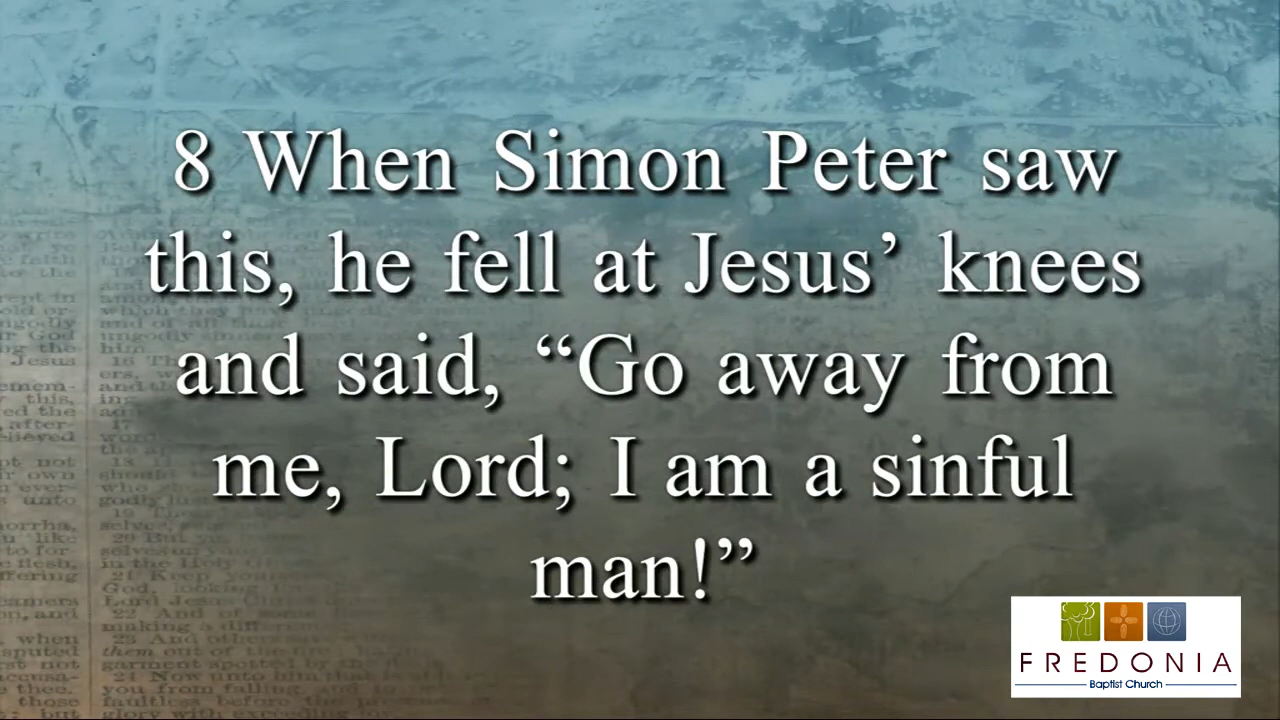 8 When Simon Peter saw
this, he fell at Jesus’ knees
and said, “Go away from
me, Lord; I am a sinful
man!”
FREDONIA
Baptist Church